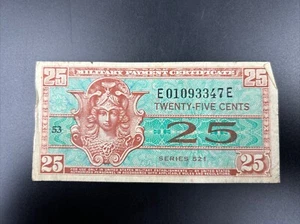 25 MILITARY PAYMENT CERTIFICATE 25
E01093347E
TWENTY-FIVE CENTS
53 25
SERIES 521
25 25